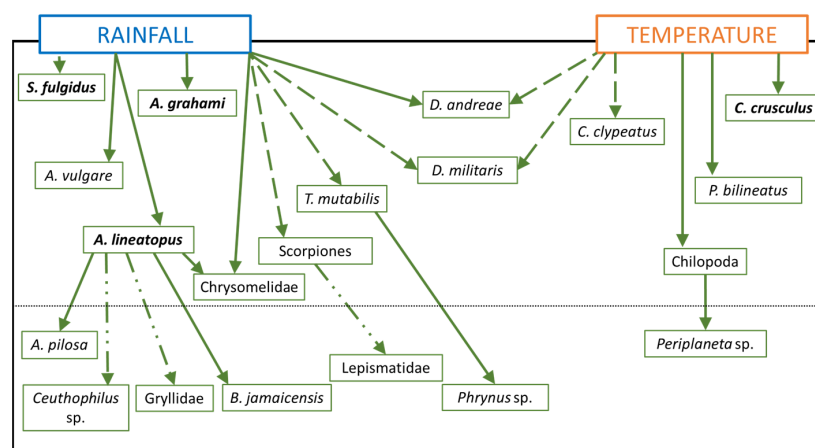 RAINFALL
TEMPERATURE
S. fulgidus
A. grahami
D. andreae
C. crusculus
C. clypeatus
A. vulgare
D. militaris
P. bilineatus
T. mutabilis
A. lineatopus
Scorpiones
Chilopoda
Chrysomelidae
A. pilosa
Periplaneta sp.
Lepismatidae
Ceuthophilus
sp.
Gryllidae
B. jamaicensis
Phrynus sp.